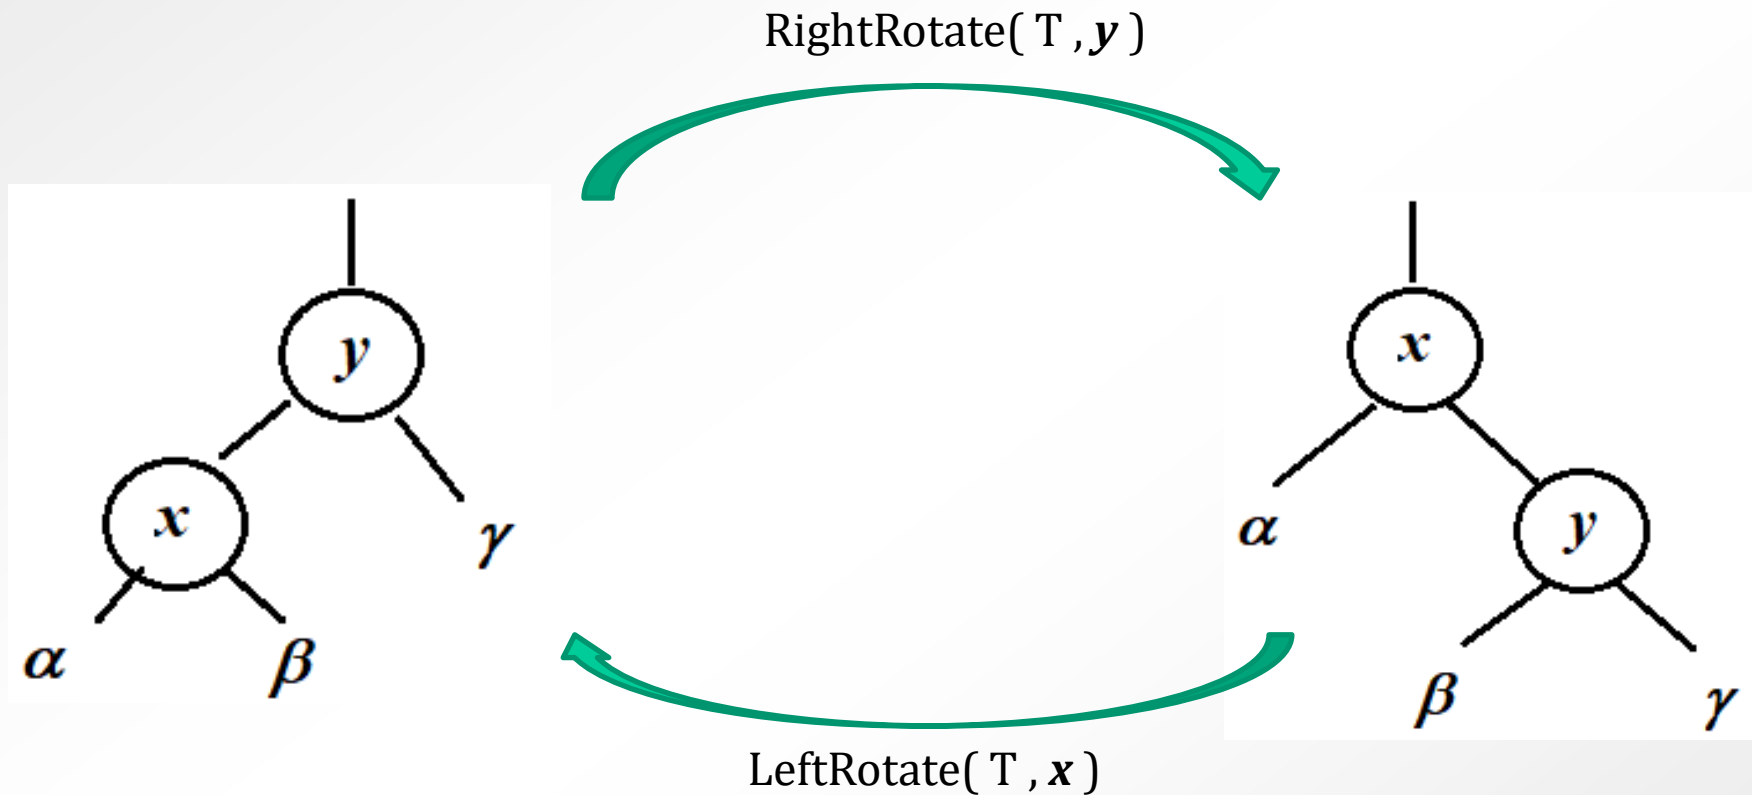 RightRotate( T , y )
y
x
γ
α
β
x
α
y
β
γ
LeftRotate( T , x )